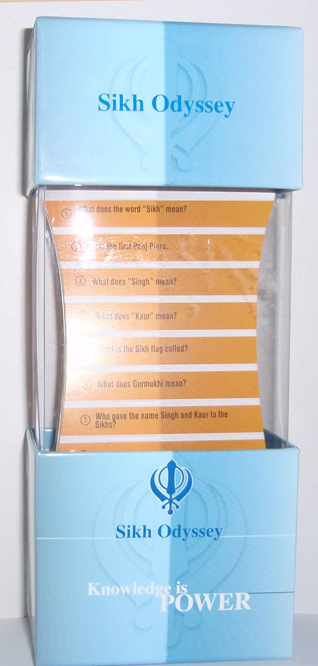 Sikh Odyssey
1 What does the word "Sikh" mean?
the first Panj Piara.
What does "Singh" mean?
What does "Kaur" mean?
is the Sikh flag called?
What does Gurmukhi mean?
Who gave the name Singh and Kaur to the
Sikhs?
Sikh Odyssey
Knowledge is
POWER